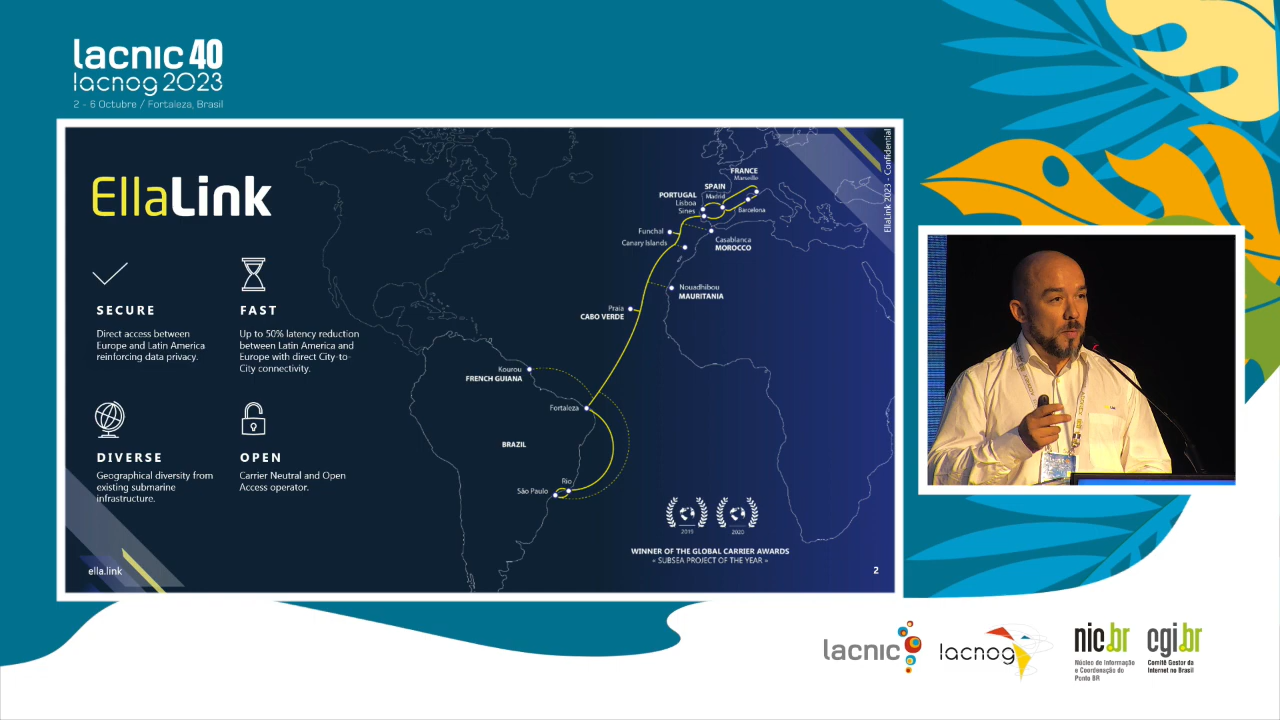 lacnic 40
lacnog 2023
2 - 6 Octubre / Fortaleza, Brasil
EllaLink
SECURE
Direct access between
Europe and Latin America
reinforcing data privacy.
FAST
Up to 50% latency reduction
between Latin America and
Europe with direct City-to-
City connectivity.
DIVERSE
Geographical diversity from
existing submarine
infrastructure.
OPEN
Carrier Neutral and Open
Access operator.
ella.link
EllaLink 2023 - Confidential
FRANCE
Marseille
SPAIN
Madrid
Barcelona
PORTUGAL
Lisboa
Sines
Funchal
Canary Islands
Casablanca
MOROCCO
Nouadhibou
MAURITANIA
Praia
CABO VERDE
Kourou
FRENCH GUIANA
Fortaleza
BRAZIL
Rio
São Paulo
2019
2020
WINNER OF THE GLOBAL CARRIER AWARDS
« SUBSEA PROJECT OF THE YEAR »
2
lacnic
lacnog
nic.br
Núcleo de Informação
e Coordenação do
Ponto BR
cgi.br
Comitê Gestor da
Internet no Brasil